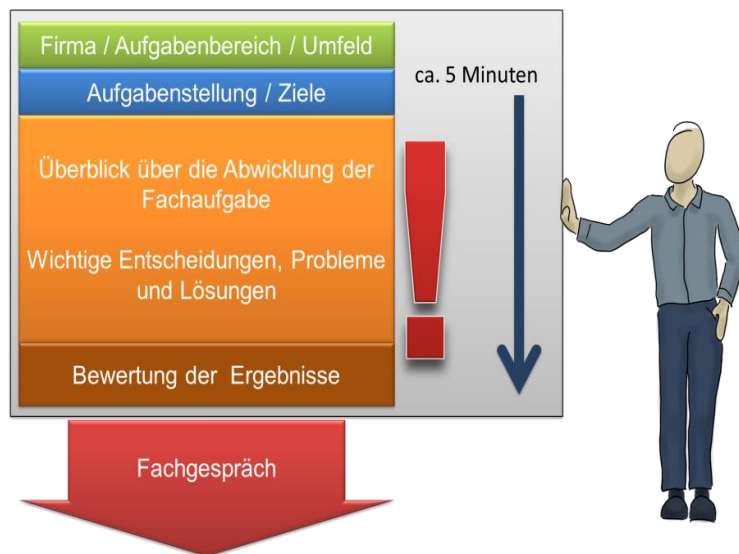 Firma / Aufgabenbereich / Umfeld
Aufgabenstellung / Ziele
ca. 5 Minuten
Überblick über die Abwicklung der
Fachaufgabe
Wichtige Entscheidungen, Probleme
und Lösungen
Bewertung der Ergebnisse
Fachgespräch